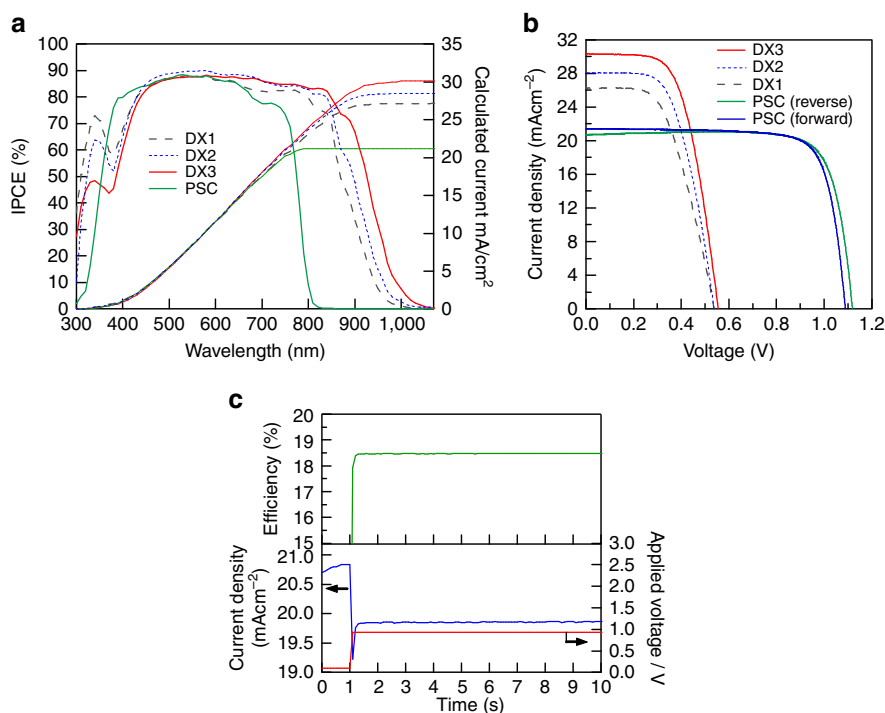 a
100
90
80
70
60
50
40
30
20
10
0
IPCE (%)
35
30
25
20
15
10
5
0
Calculated current mA/cm²
DX1
DX2
DX3
PSC
300 400 500 600 700 800 900 1,000
Wavelength (nm)
b
32
28
24
20
16
12
8
4
0
Current density (mAcm⁻²)
DX3
DX2
DX1
PSC (reverse)
PSC (forward)
0.0 0.2 0.4 0.6 0.8 1.0 1.2
Voltage (V)
c
20
19
18
17
16
15
Efficiency (%)
21.0
20.5
20.0
19.5
19.0
Current density
(mAcm⁻²)
3.0
2.5
2.0
1.5
1.0
0.5
0.0
Applied voltage / V
0 1 2 3 4 5 6 7 8 9 10
Time (s)